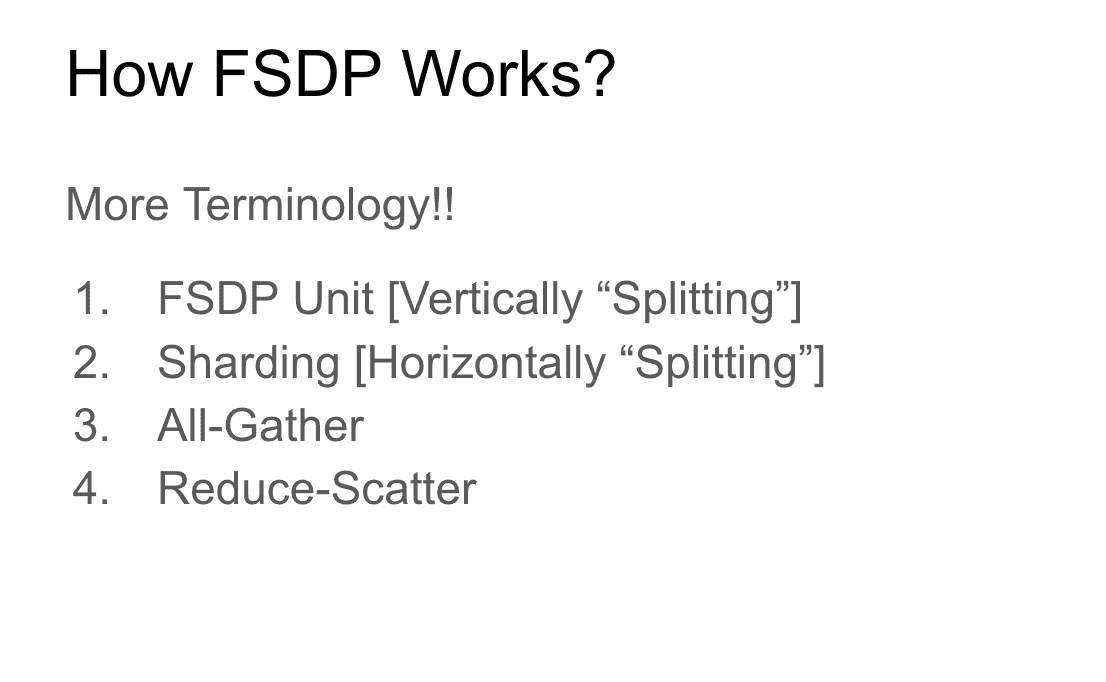 How FSDP Works?
More Terminology!!
1. FSDP Unit [Vertically “Splitting”]
2. Sharding [Horizontally “Splitting”]
3. All-Gather
4. Reduce-Scatter